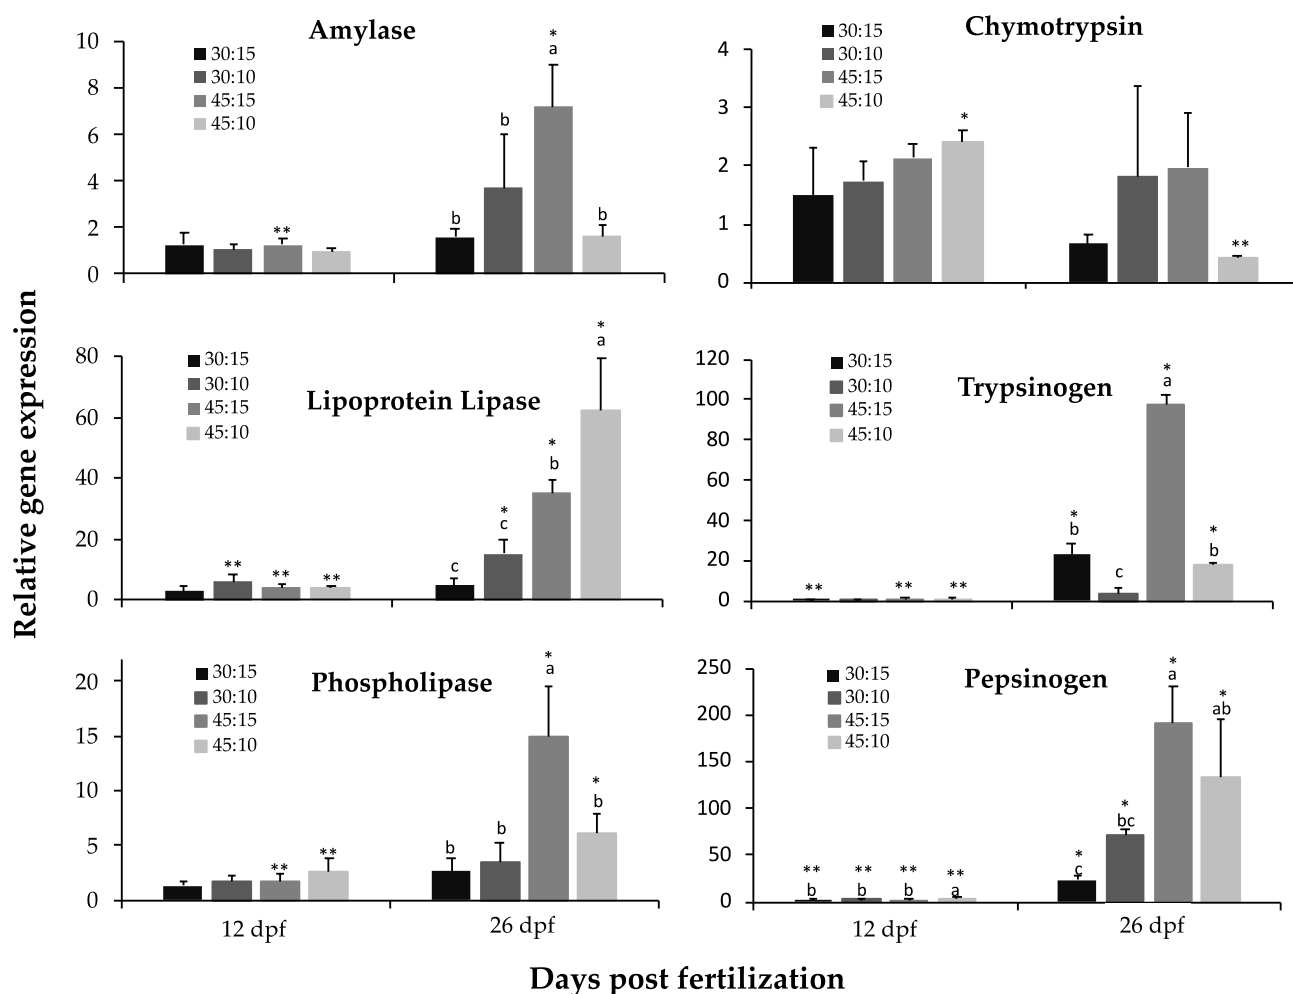 Relative gene expression
Amylase
30:15
30:10
45:15
45:10
10
8
6
4
2
0
**
b
b
*
a
b
Chymotrypsin
30:15
30:10
45:15
45:10
4
3
2
1
0
*
**
Lipoprotein Lipase
30:15
30:10
45:15
45:10
80
60
40
20
0
**
**
**
c
*
c
*
b
*
a
Trypsinogen
30:15
30:10
45:15
45:10
120
100
80
60
40
20
0
**
**
**
*
b
c
*
a
*
b
Phospholipase
30:15
30:10
45:15
45:10
20
15
10
5
0
**
**
b
b
*
a
*
b
12 dpf
26 dpf
Pepsinogen
30:15
30:10
45:15
45:10
250
200
150
100
50
0
**
b
**
b
**
b
**
a
*
c
*
bc
*
a
*
ab
12 dpf
26 dpf
Days post fertilization